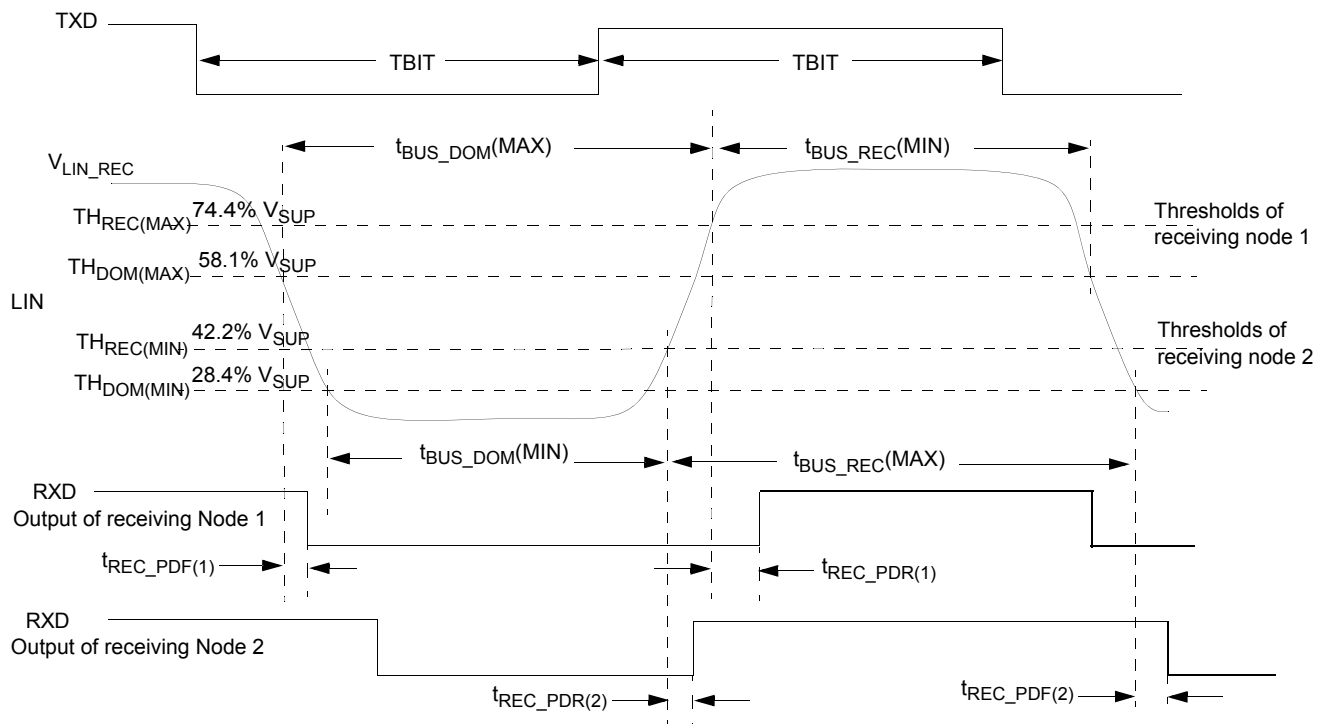 TXD
TBIT TBIT
tBUS_DOM(MAX) tBUS_REC(MIN)
VLIN_REC
THREC(MAX) 74.4% VSUP
Thresholds of
receiving node 1
THDOM(MAX) 58.1% VSUP
LIN
THREC(MIN) 42.2% VSUP
Thresholds of
receiving node 2
THDOM(MIN) 28.4% VSUP
tBUS_DOM(MIN) tBUS_REC(MAX)
RXD
Output of receiving Node 1
tREC_PDF(1) tREC_PDR(1)
RXD
Output of receiving Node 2
tREC_PDR(2) tREC_PDF(2)